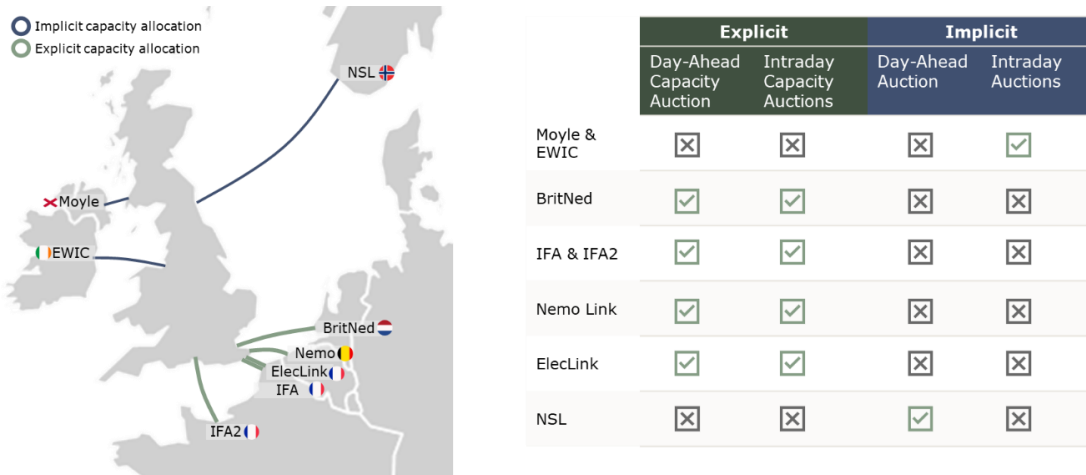 Implicit capacity allocation
Explicit capacity allocation
NSL
Moyle
EWIC
BritNed
Nemo
ElecLink
IFA
IFA2
Explicit Implicit
Day-Ahead Capacity Auction
Intraday Capacity Auctions
Day-Ahead Auction
Intraday Auctions
Moyle & EWIC
BritNed
IFA & IFA2
Nemo Link
ElecLink
NSL